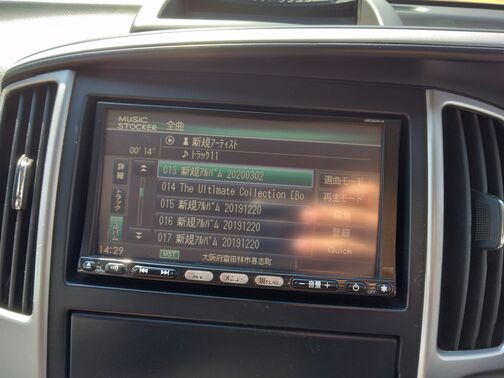 MUSIC STOCKER 全曲
新規アーティスト
00'14" ♪ トラック11
013 新規アルバム 20200302
014 The Ultimate Collection [Bo
015 新規アルバム 20191220
016 新規アルバム 20191220
017 新規アルバム 20191220
詳細
トラック
アルバム
選曲モード
再生モード
編集
登録
Quick
14:29
MST
大阪府富田林市喜志町
AV
メニュー
現在地
− 音量 +
OPT